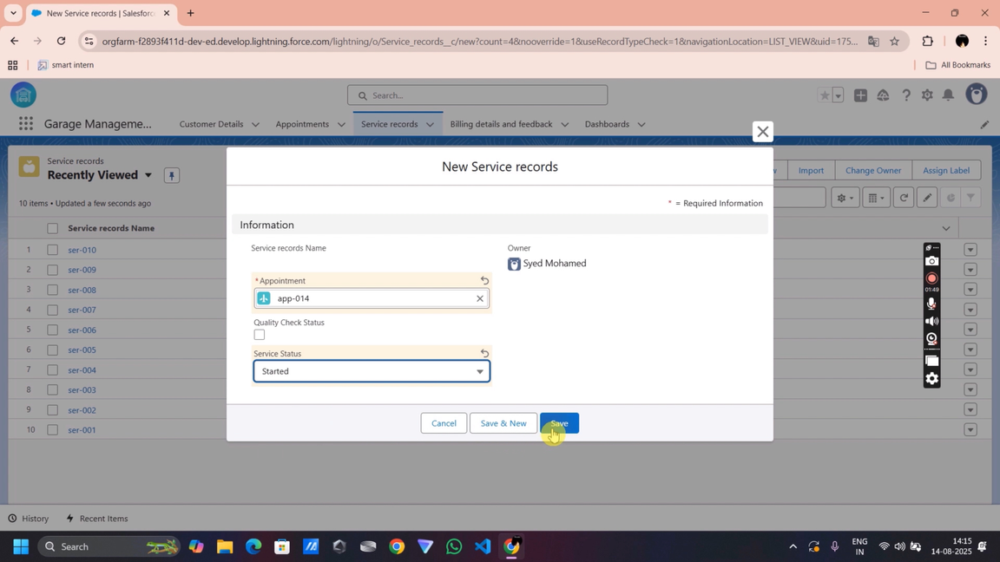 New Service records | Salesforc
orgfarm-f2893f411d-dev-ed.develop.lightning.force.com/lightning/o/Service_records__c/new?count=4&nooverride=1&useRecordTypeCheck=1&navigationLocation=LIST_VIEW&uid=175...
smart intern
All Bookmarks
Search...
Garage Manageme...
Customer Details
Appointments
Service records
Billing details and feedback
Dashboards
Service records
Recently Viewed
Import
Change Owner
Assign Label
10 items • Updated a few seconds ago
Service records Name
1 ser-010
2 ser-009
3 ser-008
4 ser-007
5 ser-006
6 ser-005
7 ser-004
8 ser-003
9 ser-002
10 ser-001
New Service records
* = Required Information
Information
Service records Name
Owner
Syed Mohamed
*Appointment
app-014
Quality Check Status
Service Status
Started
Cancel
Save & New
Save
01:49
History
Recent Items
Search
ENG
IN
14:15
14-08-2025